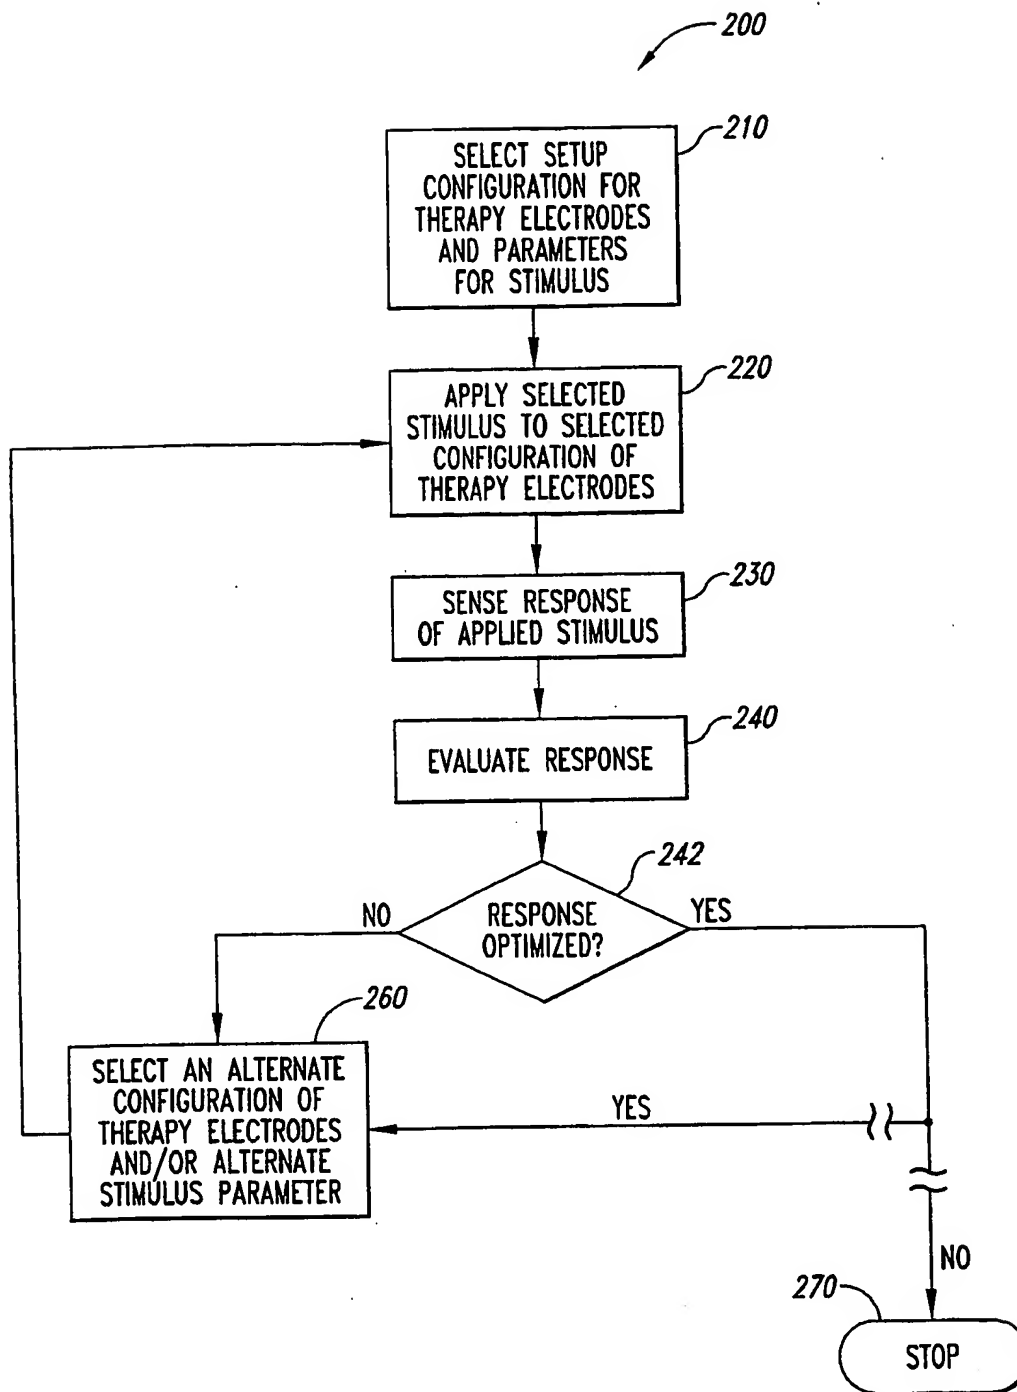 200
210
SELECT SETUP
CONFIGURATION FOR
THERAPY ELECTRODES
AND PARAMETERS
FOR STIMULUS
220
APPLY SELECTED
STIMULUS TO SELECTED
CONFIGURATION OF
THERAPY ELECTRODES
230
SENSE RESPONSE
OF APPLIED STIMULUS
240
EVALUATE RESPONSE
242
NO
RESPONSE
OPTIMIZED?
YES
260
SELECT AN ALTERNATE
CONFIGURATION OF
THERAPY ELECTRODES
AND/OR ALTERNATE
STIMULUS PARAMETER
YES
NO
270
STOP